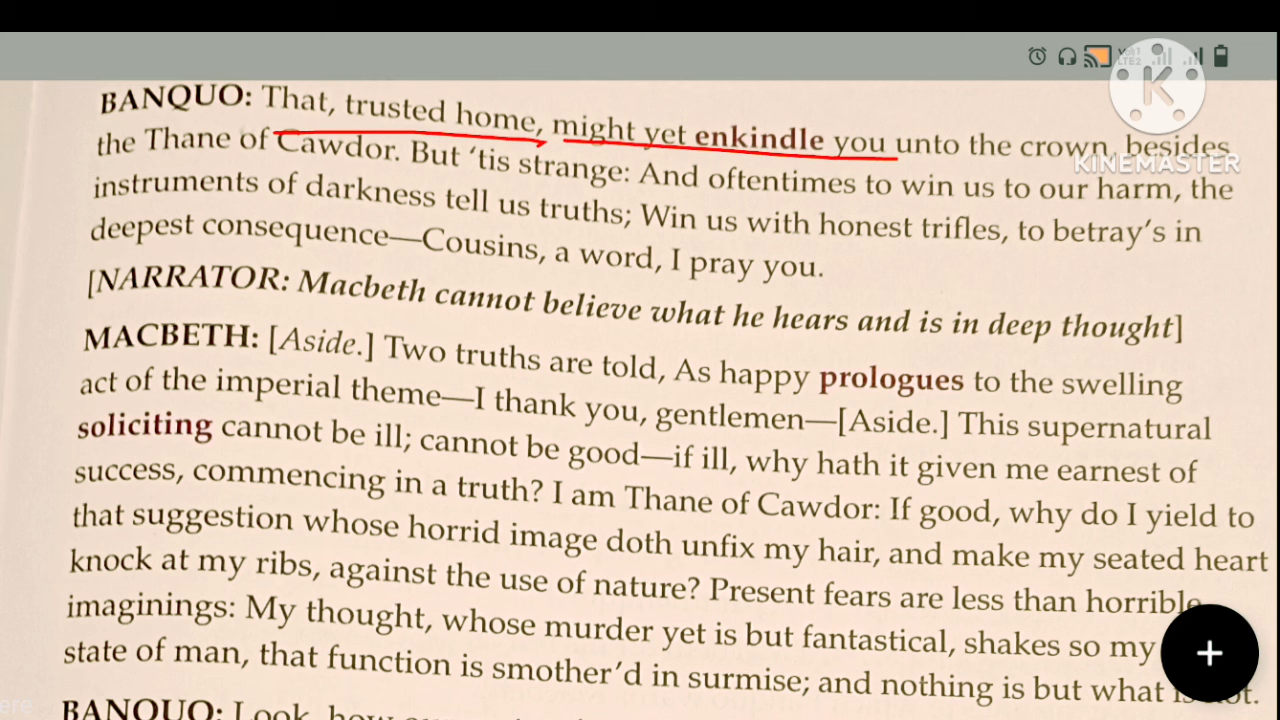 BANQUO: That, trusted home, might yet enkindle you unto the crown, besides
the Thane of Cawdor. But ‘tis strange: And oftentimes to win us to our harm, the
instruments of darkness tell us truths; Win us with honest trifles, to betray’s in
deepest consequence—Cousins, a word, I pray you.
[NARRATOR: Macbeth cannot believe what he hears and is in deep thought]
MACBETH: [Aside.] Two truths are told, As happy prologues to the swelling
act of the imperial theme—I thank you, gentlemen—[Aside.] This supernatural
soliciting cannot be ill; cannot be good—if ill, why hath it given me earnest of
success, commencing in a truth? I am Thane of Cawdor: If good, why do I yield to
that suggestion whose horrid image doth unfix my hair, and make my seated heart
knock at my ribs, against the use of nature? Present fears are less than horrible
imaginings: My thought, whose murder yet is but fantastical, shakes so my
state of man, that function is smother’d in surmise; and nothing is but what is not.
BANQUO: Look, how
KINEMASTER